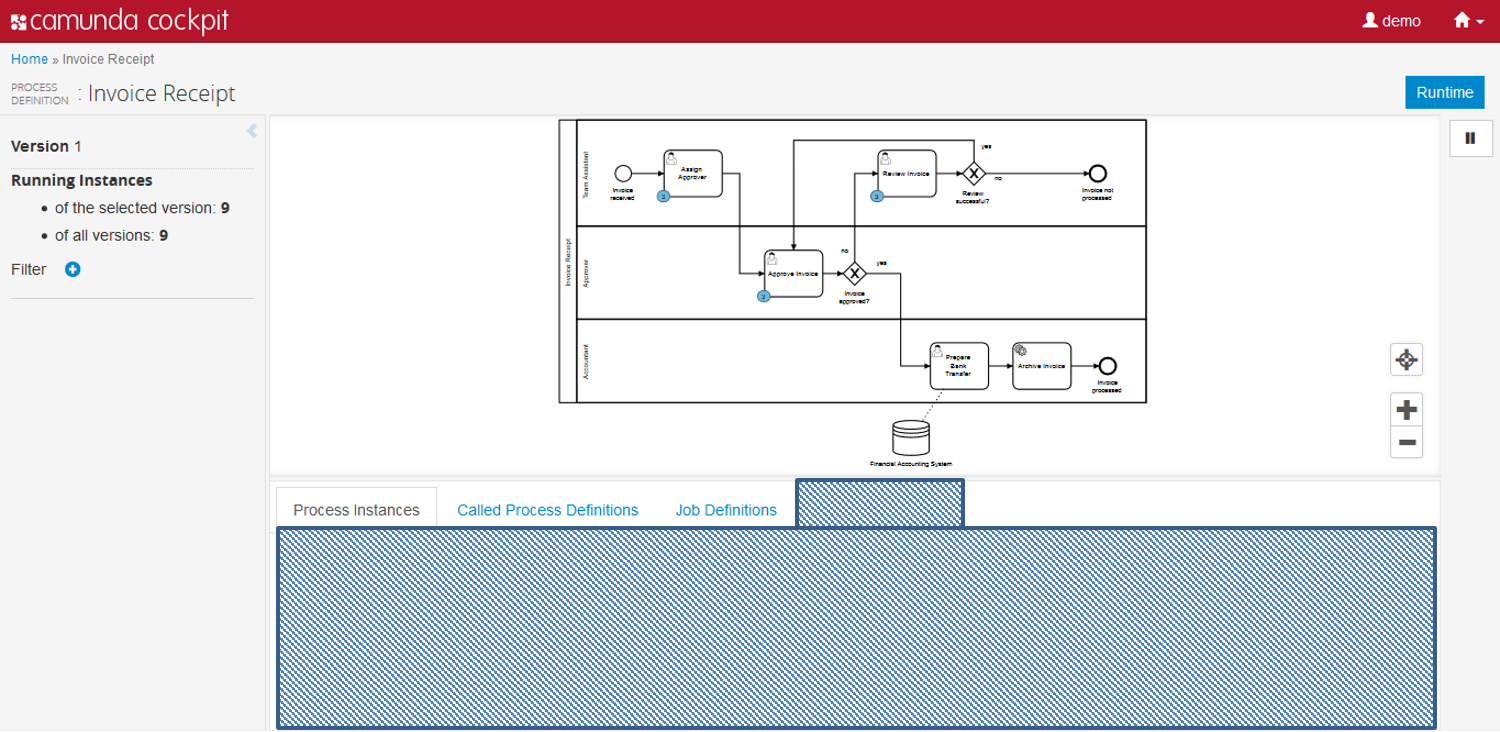 camunda cockpit
demo
Home » Invoice Receipt
PROCESS
DEFINITION : Invoice Receipt
Runtime
Version 1
Running Instances
of the selected version: 9
of all versions: 9
Filter
Invoice Receipt
Team Assistant
Invoice
received
Assign
Approver
3
Review Invoice
3
yes
no
Review
successful?
Invoice not
processed
Approver
Approve Invoice
3
no
yes
Invoice
approved?
Accountant
Prepare
Bank
Transfer
Archive Invoice
Invoice
processed
Financial Accounting System
Process Instances
Called Process Definitions
Job Definitions